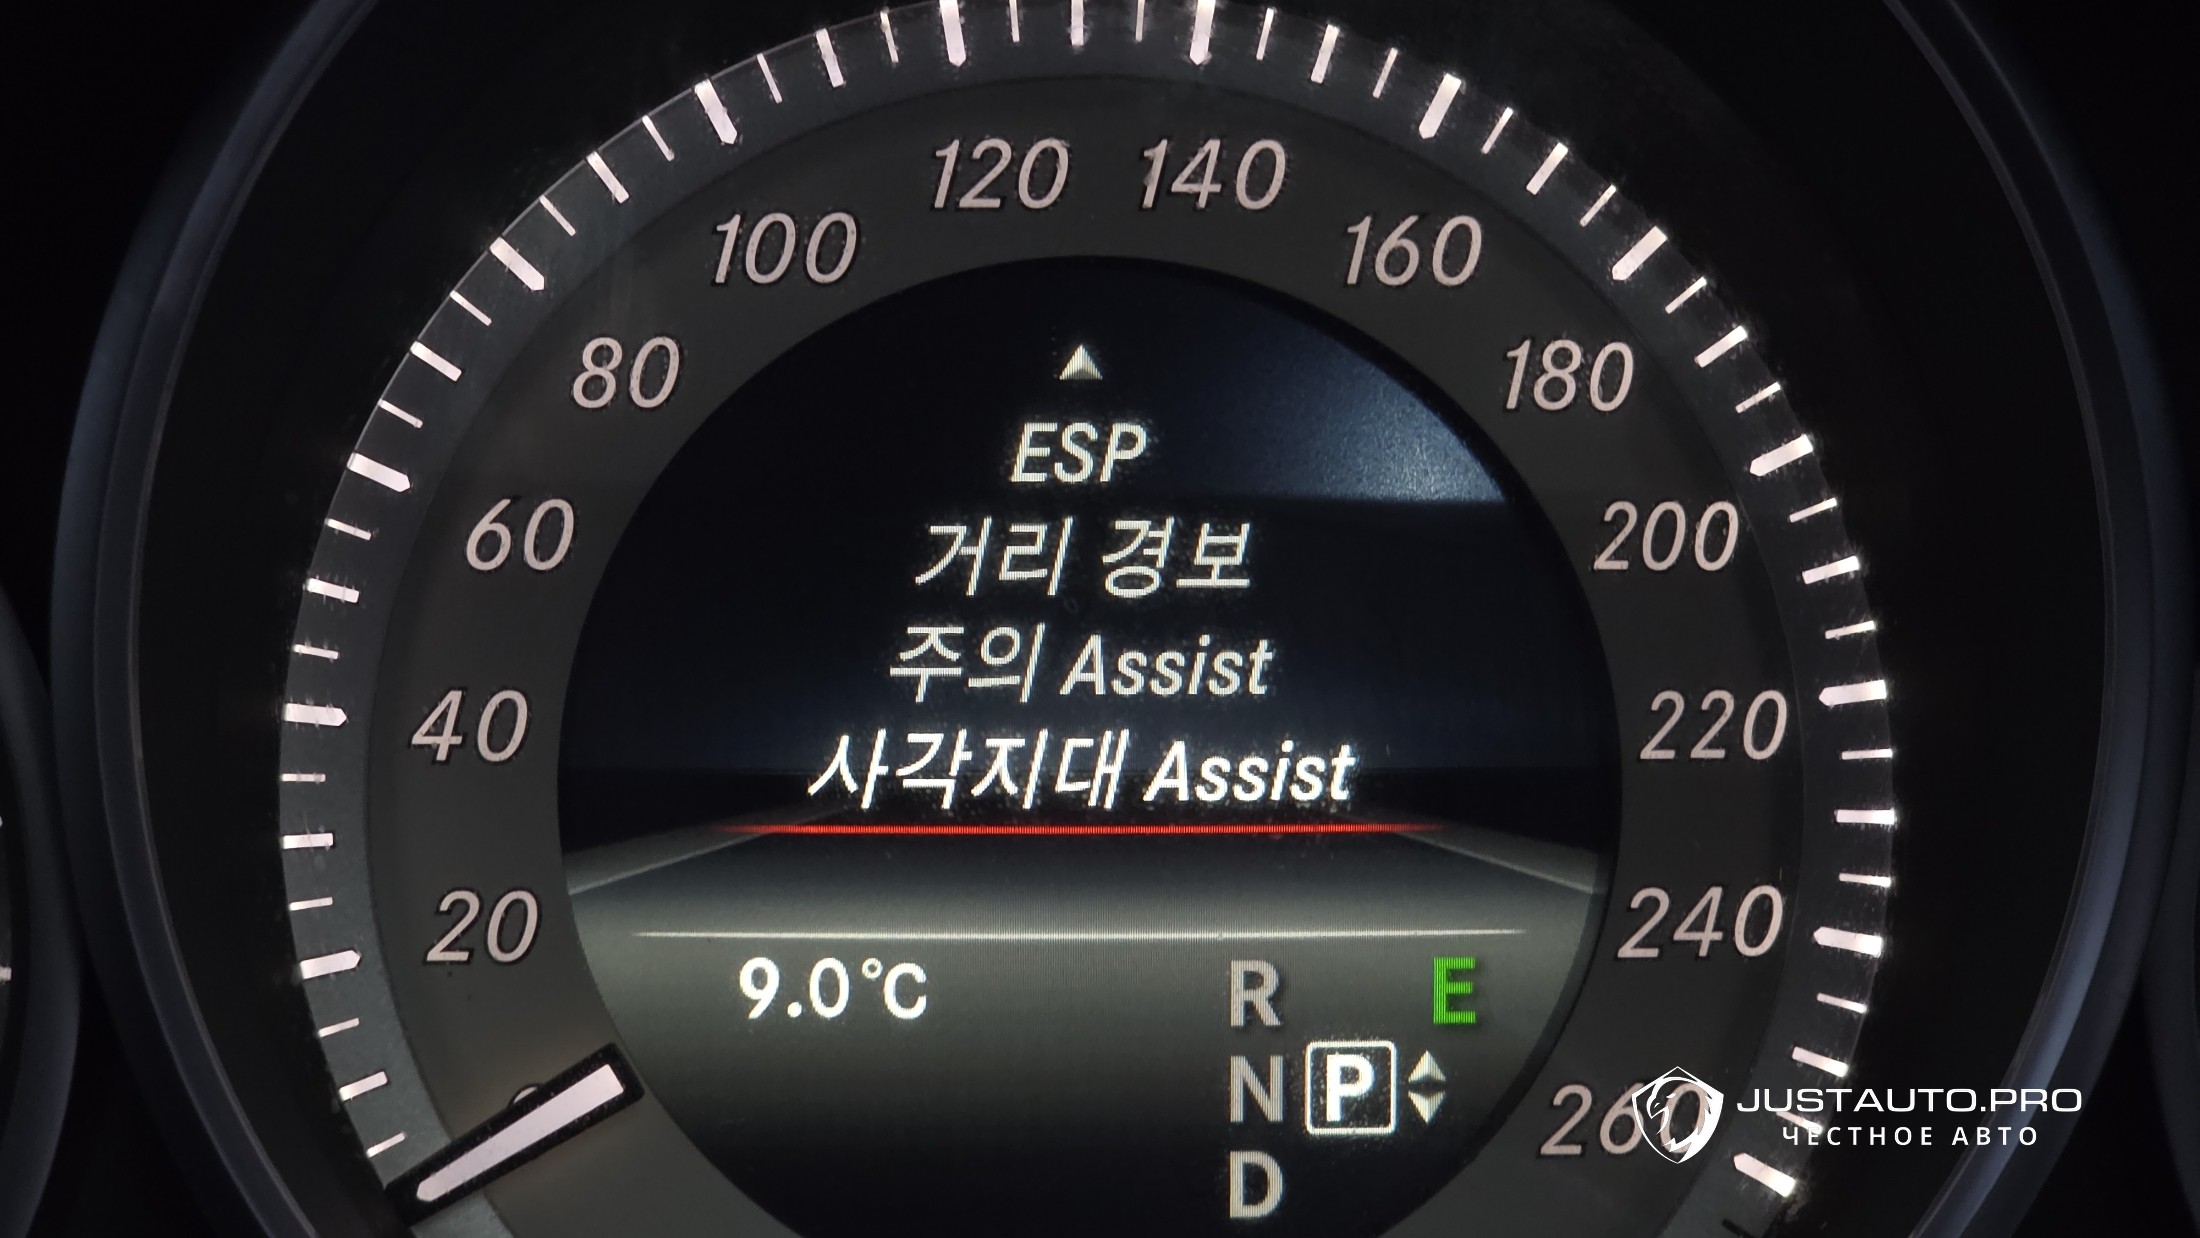 120 140
100 160
80 180
60 200
40 220
20 240
260
ESP
거리 경보
주의 Assist
사각지대 Assist
9.0°C
R E
N P
D
JUSTAUTO.PRO
ЧЕСТНОЕ АВТО